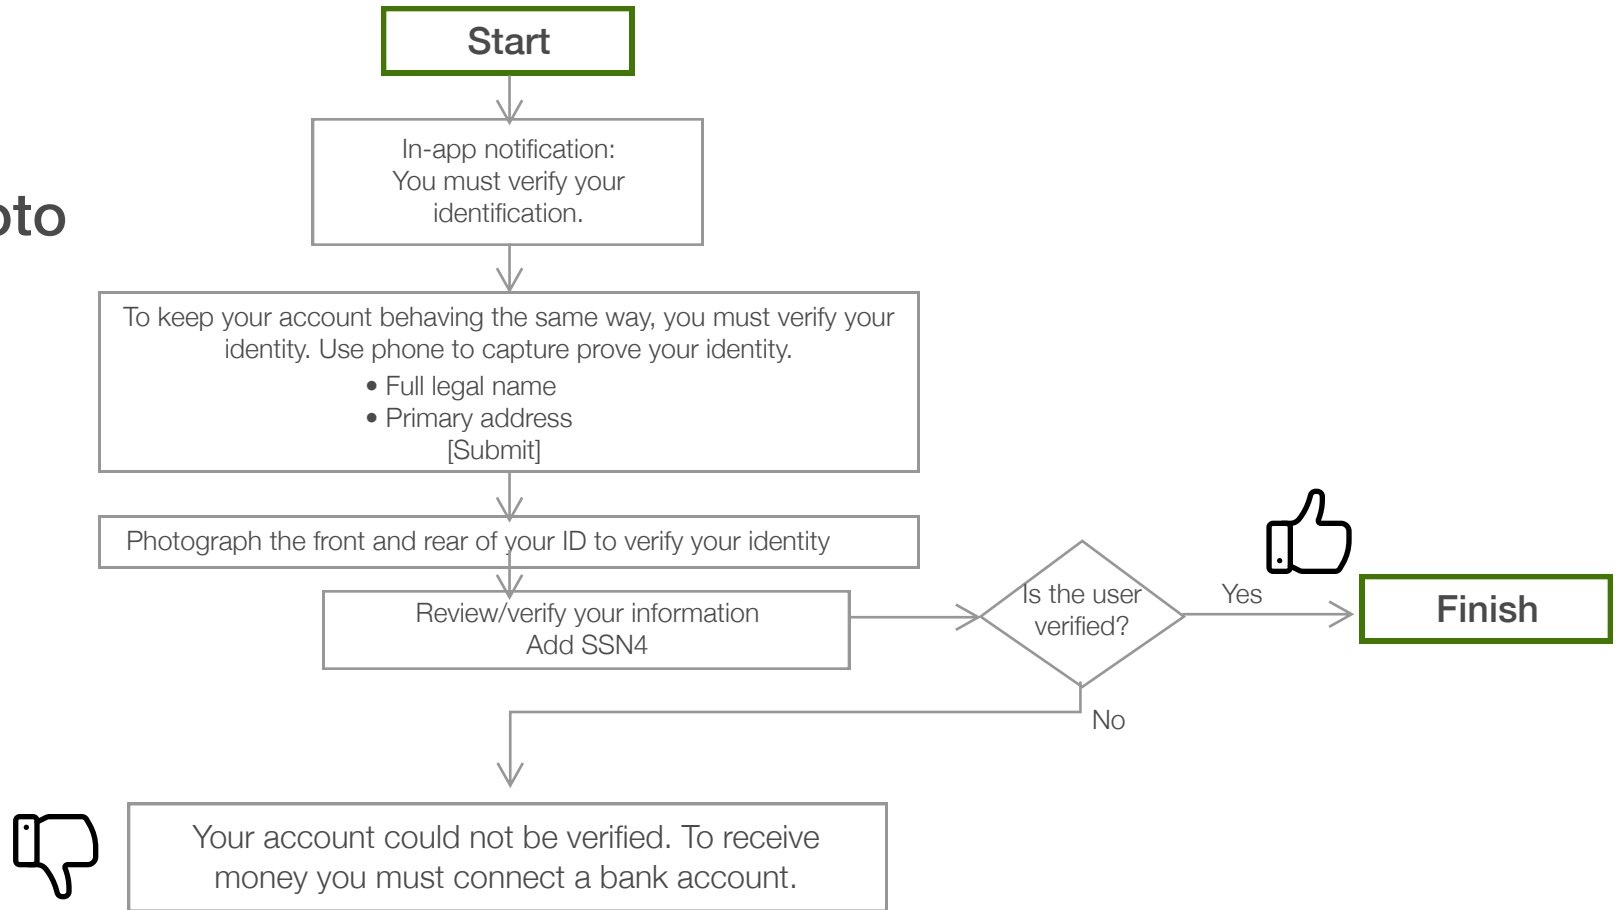 Start
In-app notification:
You must verify your
identification.
oto
To keep your account behaving the same way, you must verify your
identity. Use phone to capture prove your identity.
• Full legal name
• Primary address
[Submit]
Photograph the front and rear of your ID to verify your identity
Review/verify your information
Add SSN4
Is the user
verified?
Yes
Finish
No
Your account could not be verified. To receive
money you must connect a bank account.